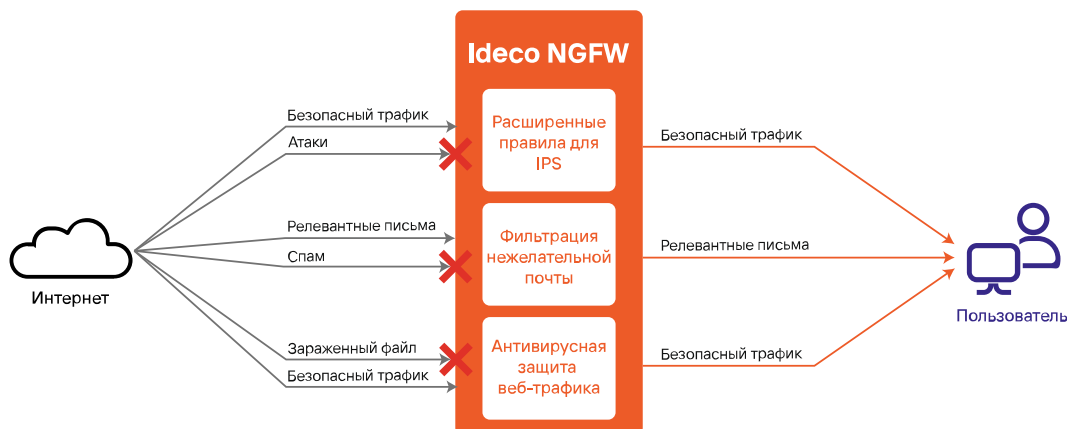 Ideco NGFW
Безопасный трафик
Атаки
Расширенные
правила для
IPS
Безопасный трафик
Релевантные письма
Спам
Фильтрация
нежелательной
почты
Релевантные письма
Интернет
Пользователь
Зараженный файл
Безопасный трафик
Антивирусная
защита
веб-трафика
Безопасный трафик